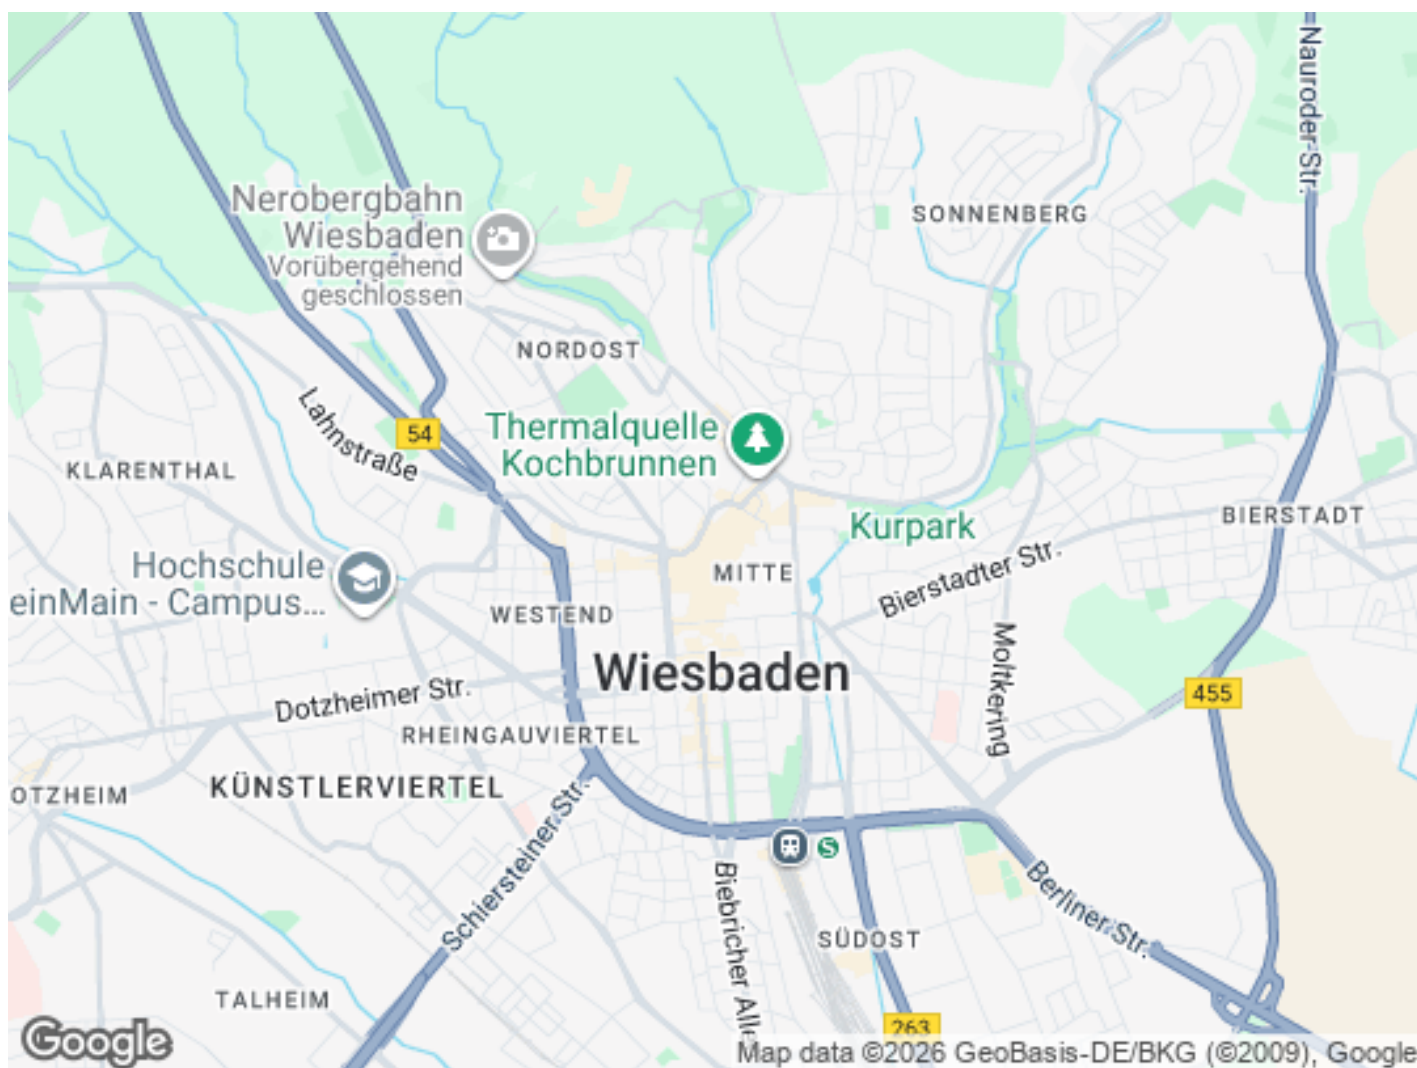 Nauroder Str.
Nerobergbahn
Wiesbaden
Vorübergehend
geschlossen
SONNENBERG
NORDOST
Lahnstraße
54
Thermalquelle
Kochbrunnen
KLARENTHAL
BIERSTADT
Kurpark
Hochschule
einMain - Campus...
MITTE
Bierstadter Str.
WESTEND
Wiesbaden
Moltkering
455
Dotzheimer Str.
RHEINGAUVIERTEL
KÜNSTLERVIERTEL
OTZHEIM
Schiersteiner Str.
S
Biebricher Alle
Berliner Str.
SÜDOST
TALHEIM
263
Google
Map data ©2026 GeoBasis-DE/BKG (©2009), Google